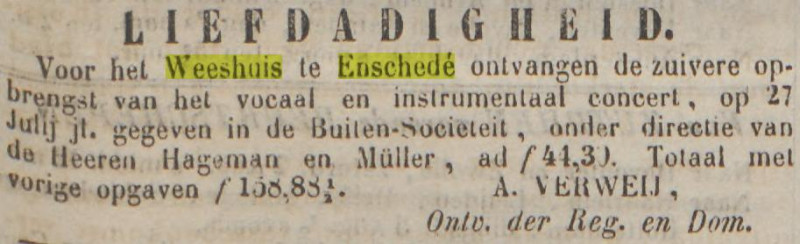 LIEFDADIGHEID.
Voor het Weeshuis te Enschedé ontvangen de zuivere op-
brengst van het vocaal en instrumentaal concert, op 27
Julij jl. gegeven in de Buiten-Societeit, onder directie van
de Heeren Hageman en Müller, ad ƒ 44,30. Totaal met
vorige opgaven ƒ 158,88½.      A. VERWEIJ,
Ontv. der Reg. en Dom.